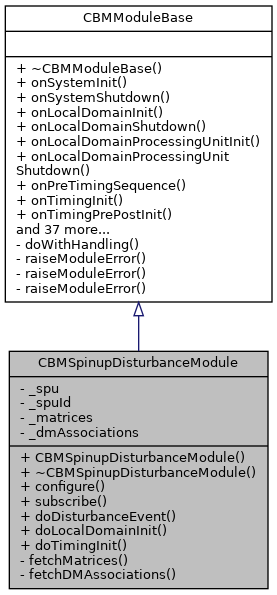 CBMModuleBase
+ ~CBMModuleBase()
+ onSystemInit()
+ onSystemShutdown()
+ onLocalDomainInit()
+ onLocalDomainShutdown()
+ onLocalDomainProcessingUnitInit()
+ onLocalDomainProcessingUnit
Shutdown()
+ onPreTimingSequence()
+ onTimingInit()
+ onTimingPrePostInit()
and 37 more...
- doWithHandling()
- raiseModuleError()
- raiseModuleError()
- raiseModuleError()
CBMSpinupDisturbanceModule
- _spu
- _spuId
- _matrices
- _dmAssociations
+ CBMSpinupDisturbanceModule()
+ ~CBMSpinupDisturbanceModule()
+ configure()
+ subscribe()
+ doDisturbanceEvent()
+ doLocalDomainInit()
+ doTimingInit()
- fetchMatrices()
- fetchDMAssociations()